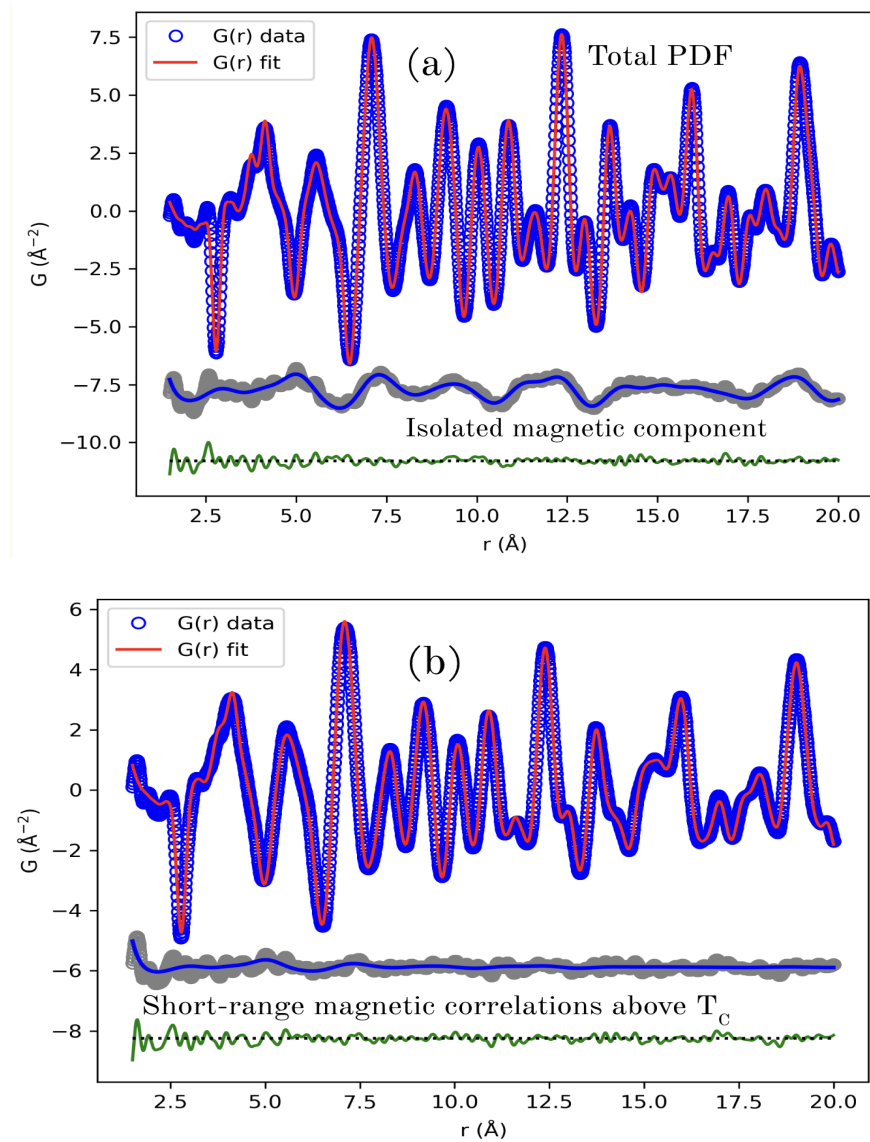 7.5
5.0
2.5
0.0
−2.5
−5.0
−7.5
−10.0
G (Å⁻²)
G(r) data
G(r) fit
(a)
Total PDF
Isolated magnetic component
2.5 5.0 7.5 10.0 12.5 15.0 17.5 20.0
r (Å)
6
4
2
0
−2
−4
−6
−8
G (Å⁻²)
G(r) data
G(r) fit
(b)
Short-range magnetic correlations above T_C
2.5 5.0 7.5 10.0 12.5 15.0 17.5 20.0
r (Å)